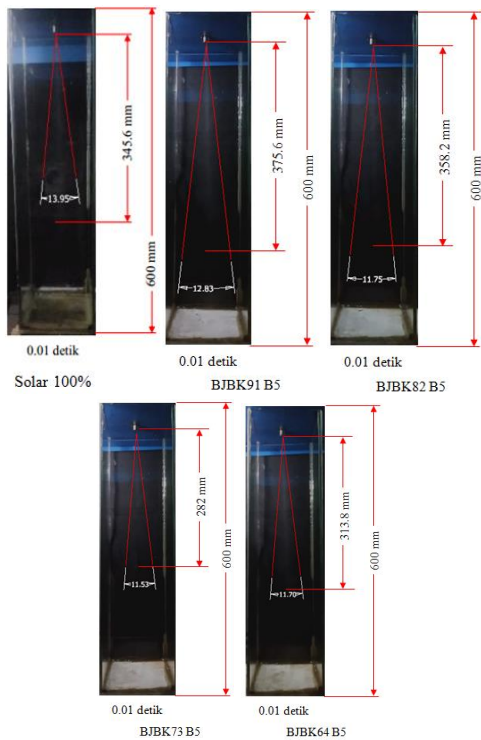 345.6 mm
600 mm
13.95
0.01 detik
Solar 100%
375.6 mm
600 mm
12.83
0.01 detik
BJBK91 B5
358.2 mm
600 mm
11.75
0.01 detik
BJBK82 B5
282 mm
600 mm
11.53
0.01 detik
BJBK73 B5
313.8 mm
600 mm
11.70
0.01 detik
BJBK64 B5